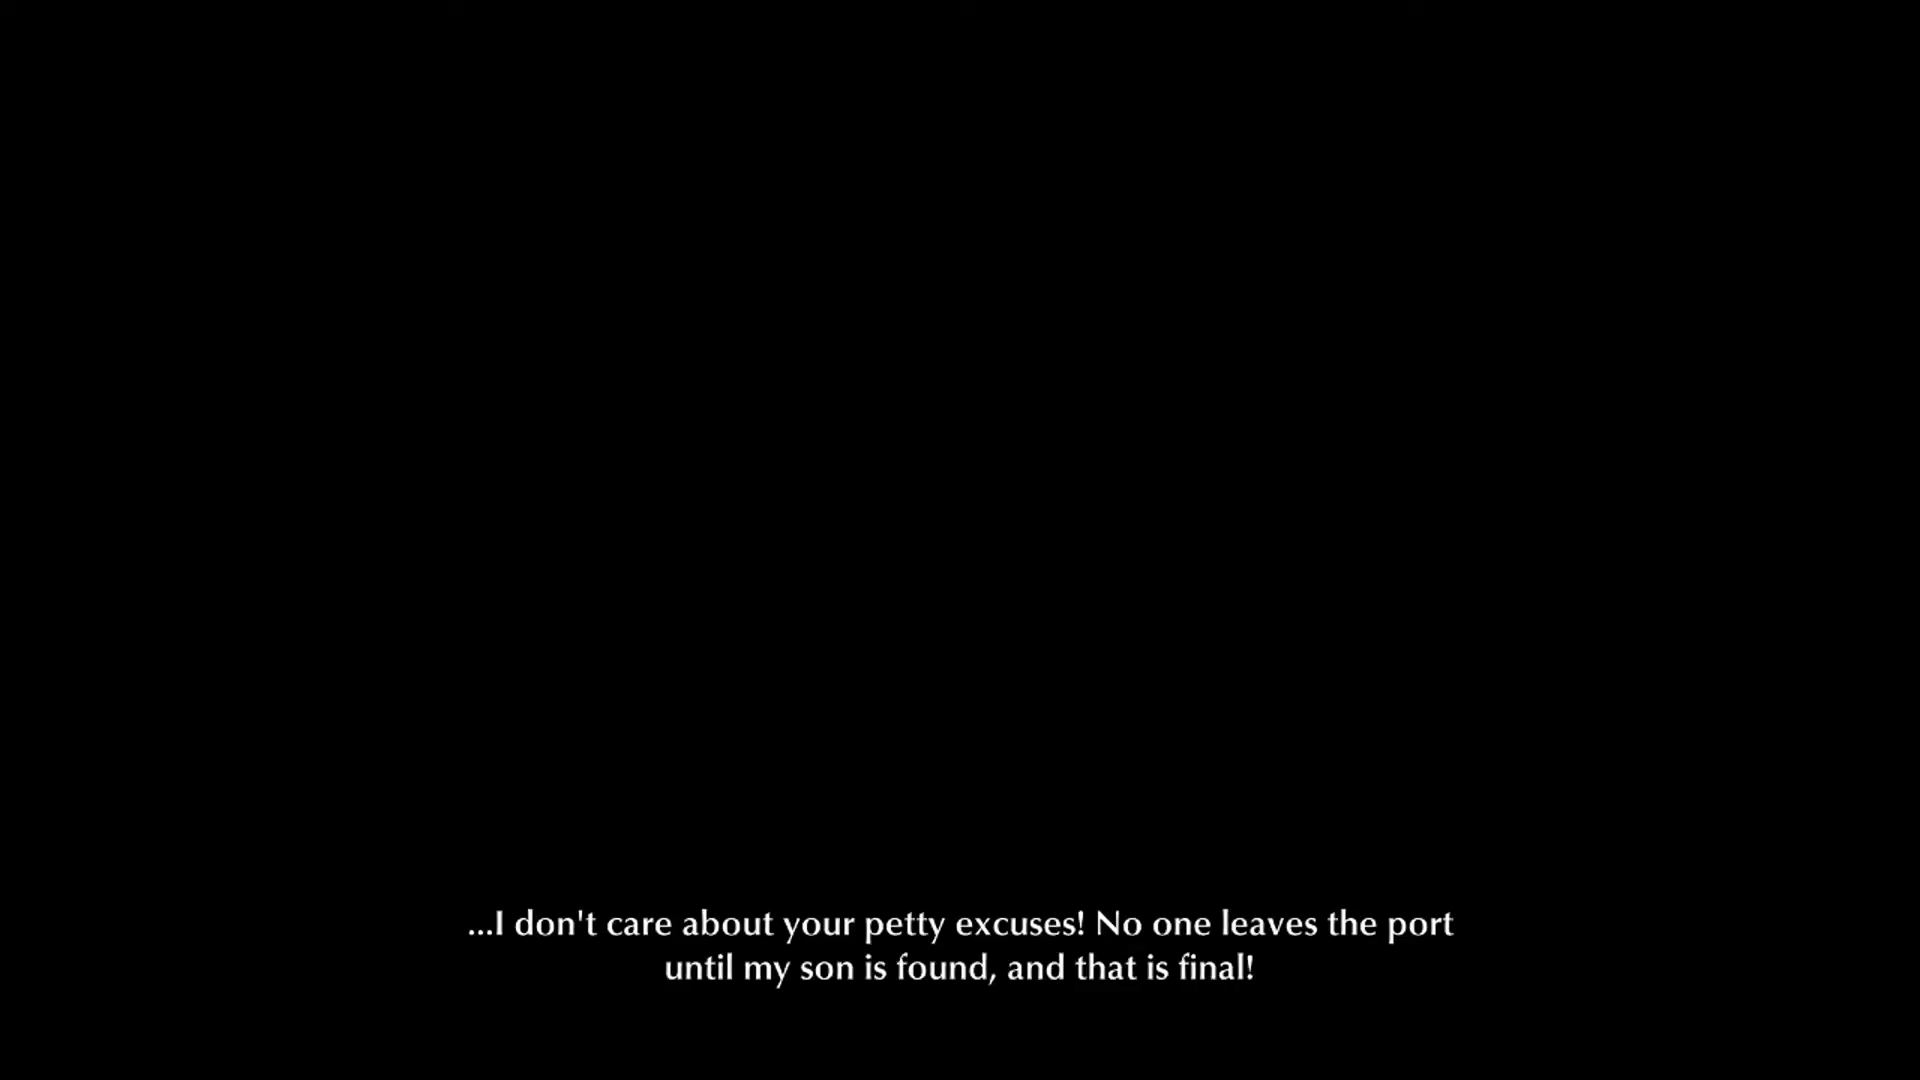 ...I don't care about your petty excuses! No one leaves the port
until my son is found, and that is final!